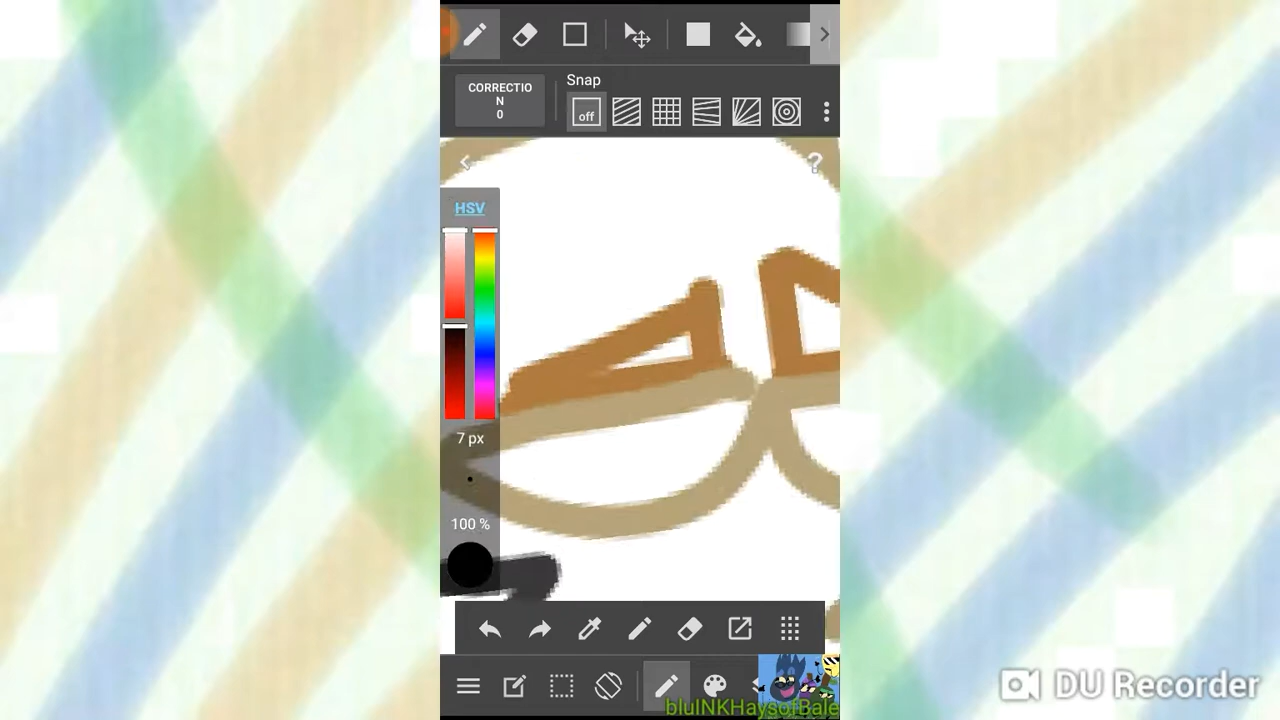 CORRECTIO
N
0
Snap
off
?
HSV
7 px
100 %
DU Recorder
bluINKHaysofBale